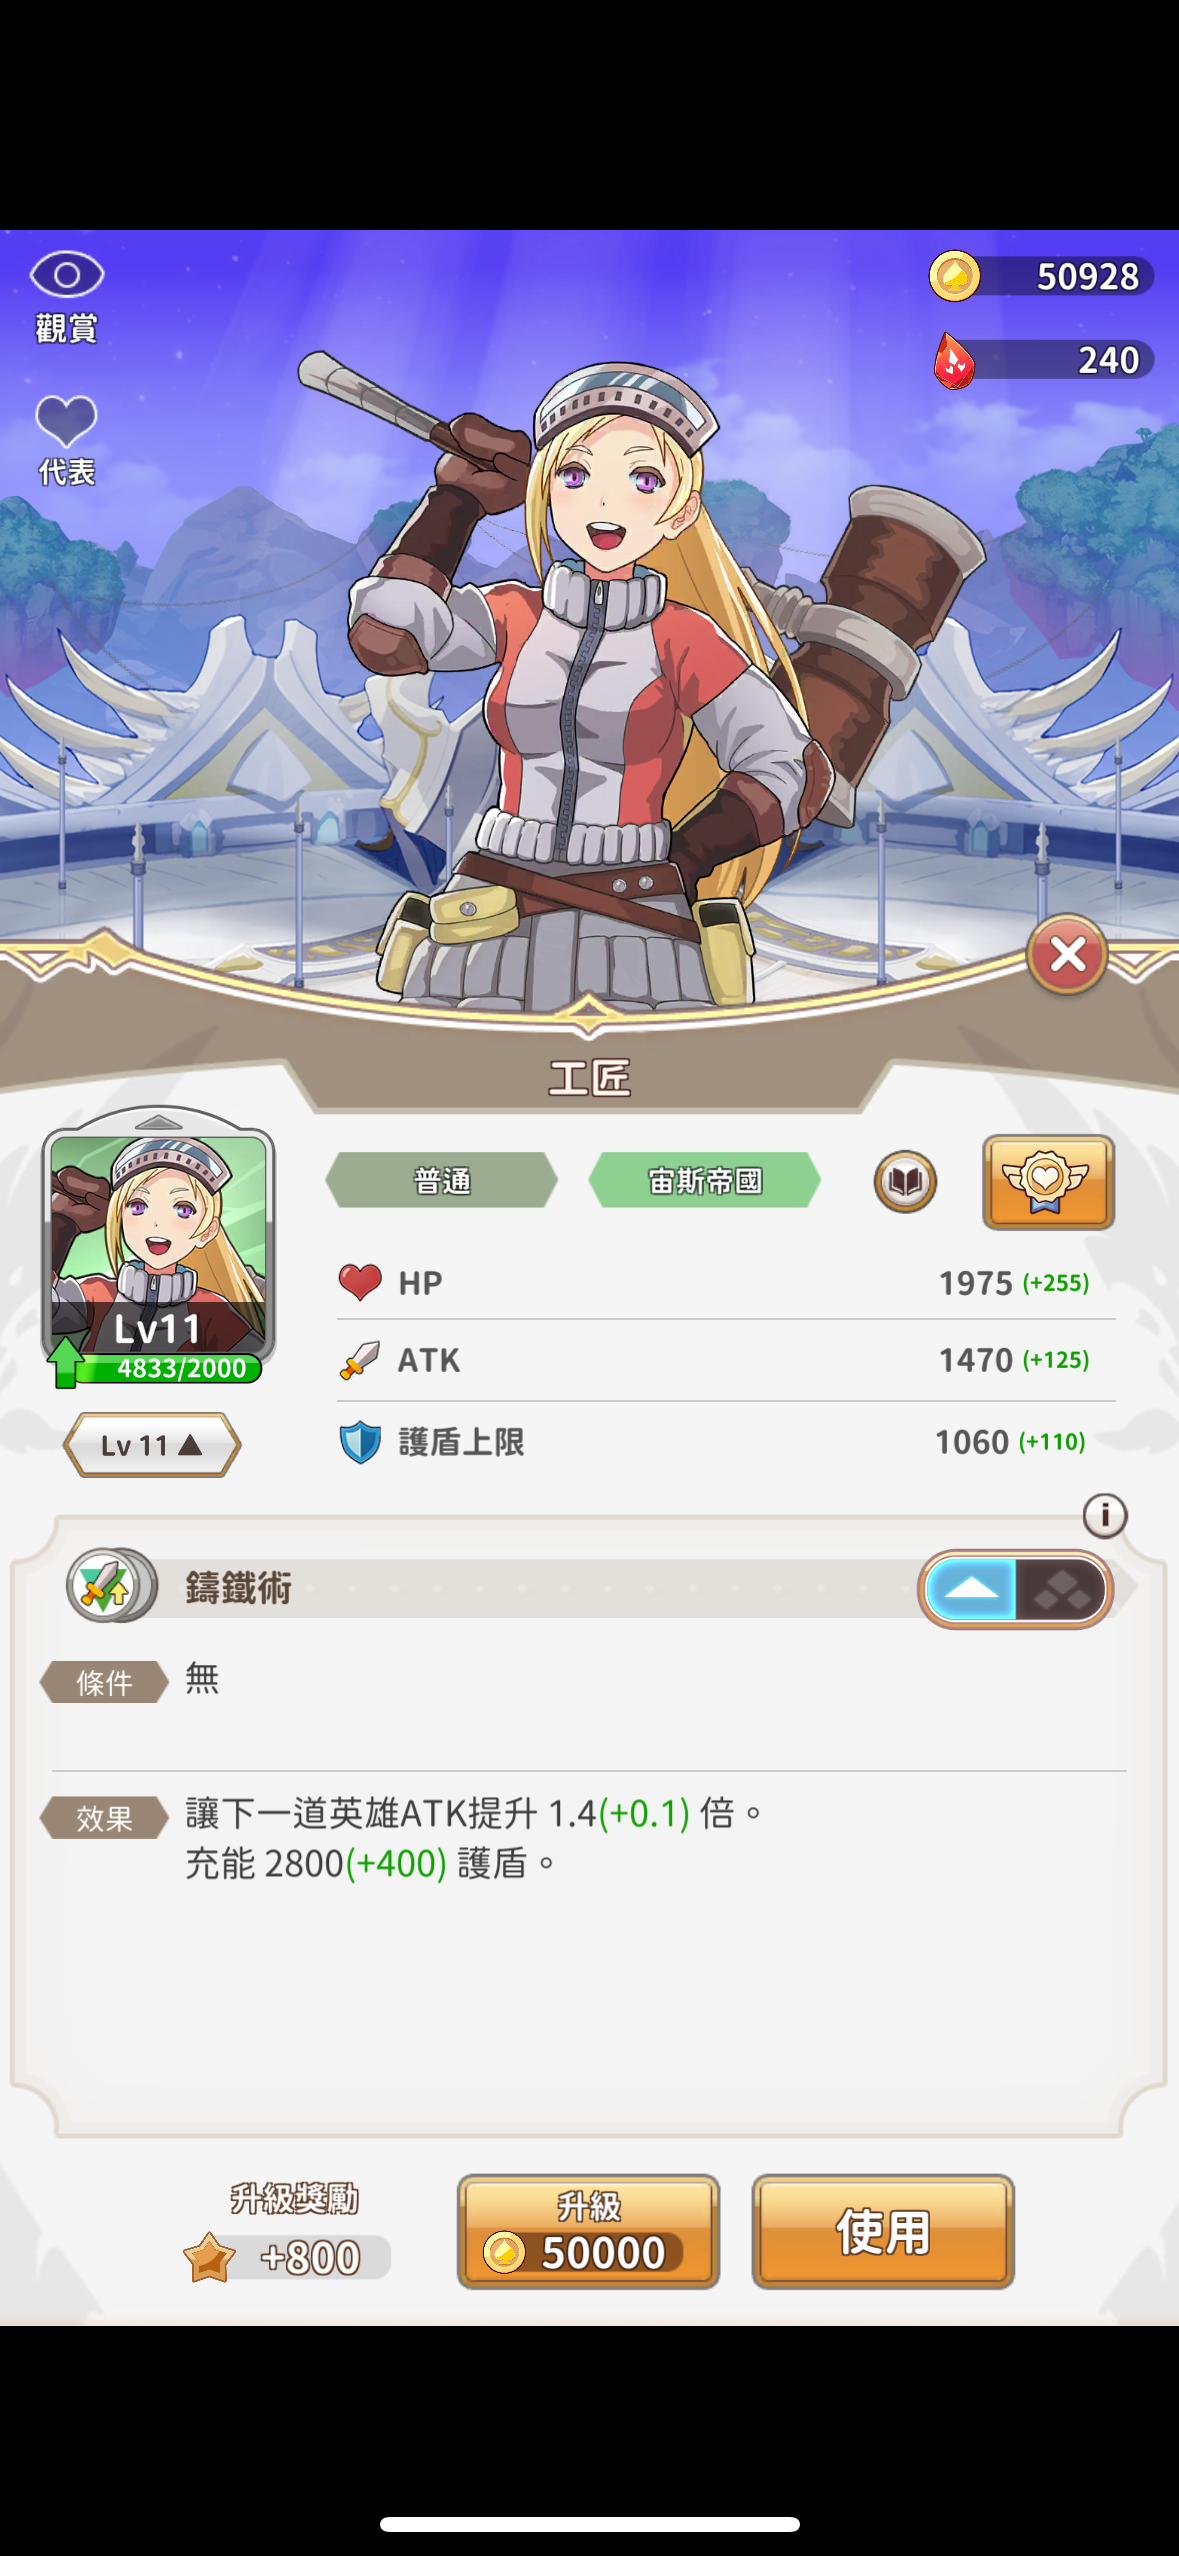 觀賞
50928
240
代表
工匠
普通
宙斯帝國
Lv11
4833/2000
Lv 11 ▲
HP
1975 (+255)
ATK
1470 (+125)
護盾上限
1060 (+110)
i
鑄鐵術
條件
無
效果
讓下一道英雄ATK提升 1.4(+0.1) 倍。
充能 2800(+400) 護盾。
升級獎勵
+800
升級
50000
使用